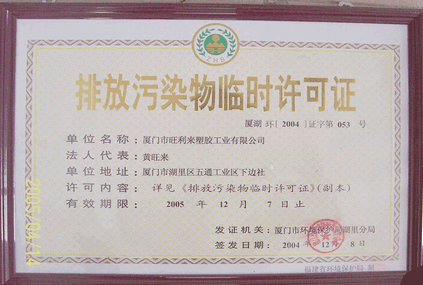 ZHB
排放污染物临时许可证
厦湖 环[ 2004 ]证字第 053 号
单位名称：厦门市旺利来塑胶工业有限公司
法人代表：黄旺来
单位地址：厦门市湖里区五通工业区下边社
许可内容：详见《排放污染物临时许可证》(副本)
有效期限：2005 年 12 月 7 日止
发证机关：厦门市环境保护局湖里分局
签发日期：2004 年 12 月 8 日
福建省环境保护局 制